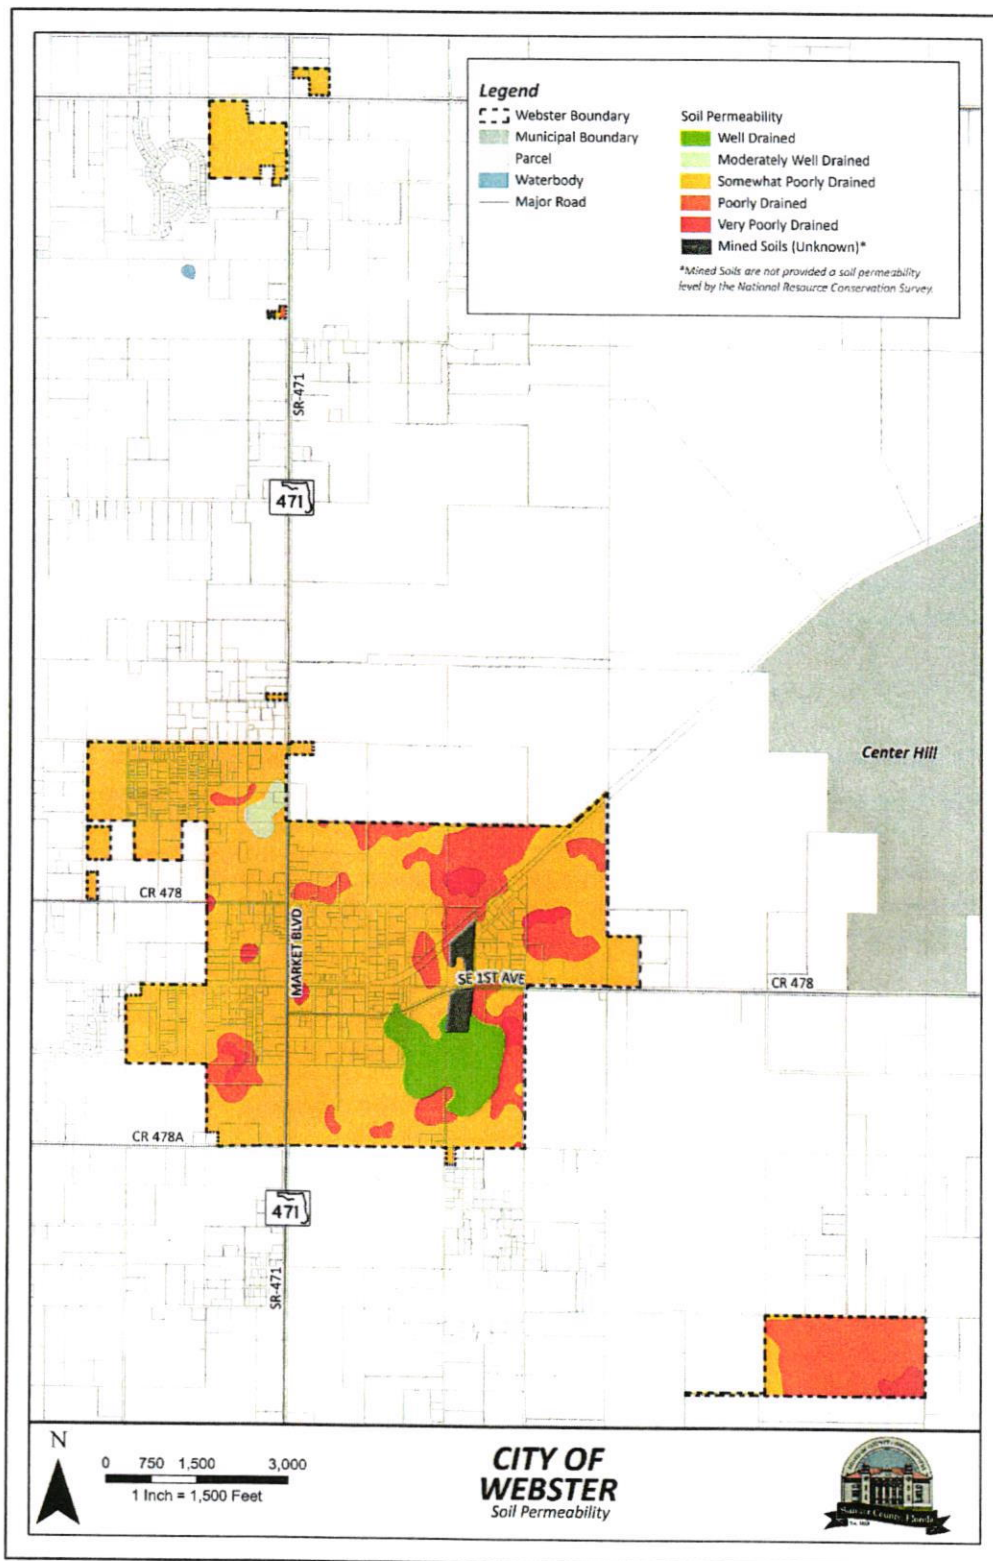 Legend
Webster Boundary
Municipal Boundary
Parcel
Waterbody
Major Road
Soil Permeability
Well Drained
Moderately Well Drained
Somewhat Poorly Drained
Poorly Drained
Very Poorly Drained
Mined Soils (Unknown)*
*Mined Soils are not provided a soil permeability
level by the National Resource Conservation Survey.
SR-471
471
Center Hill
CR 478
MARKET BLVD
SE 1ST AVE
CR 478
CR 478A
471
SR-471
N
0 750 1,500 3,000
1 Inch = 1,500 Feet
CITY OF
WEBSTER
Soil Permeability
Sumter County, Florida